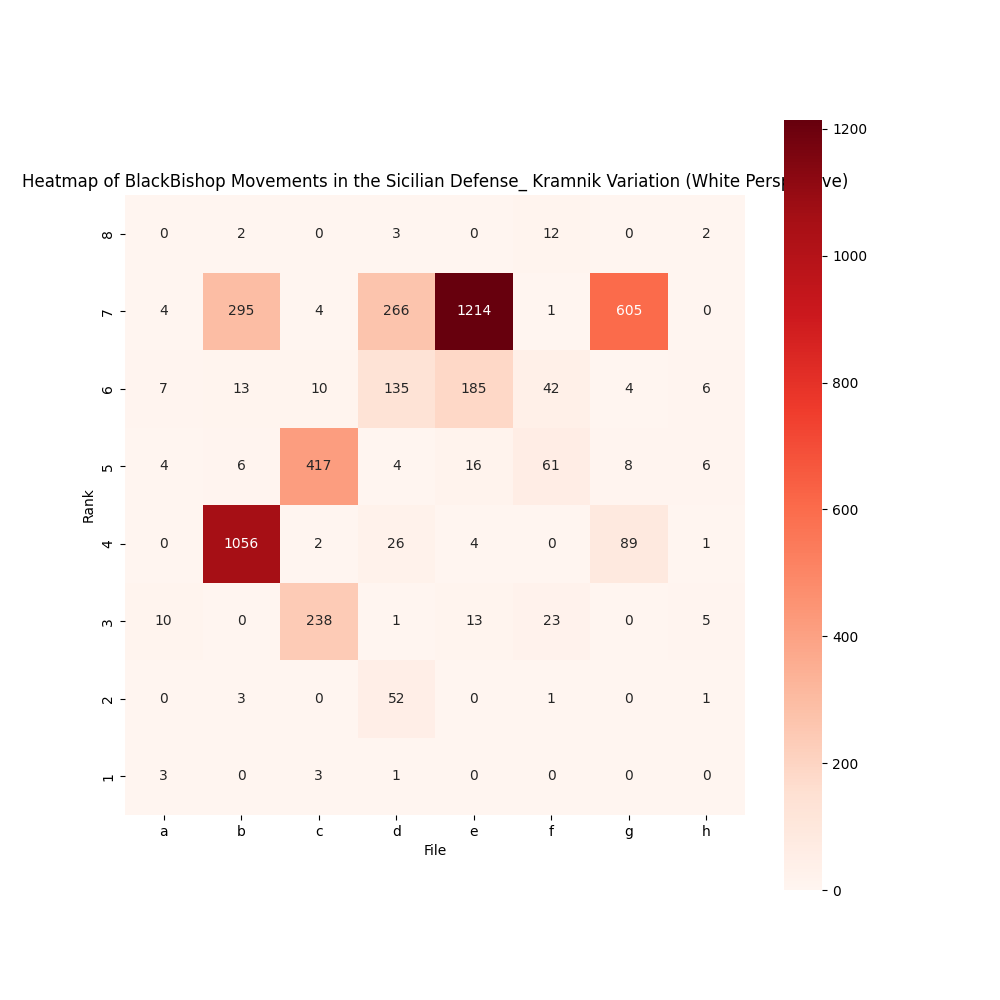 Heatmap of BlackBishop Movements in the Sicilian Defense_ Kramnik Variation (White Perspective)
8 0 2 0 3 0 12 0 2
7 4 295 4 266 1214 1 605 0
6 7 13 10 135 185 42 4 6
5 4 6 417 4 16 61 8 6
4 0 1056 2 26 4 0 89 1
3 10 0 238 1 13 23 0 5
2 0 3 0 52 0 1 0 1
1 3 0 3 1 0 0 0 0
a b c d e f g h
File
Rank
1200
1000
800
600
400
200
0